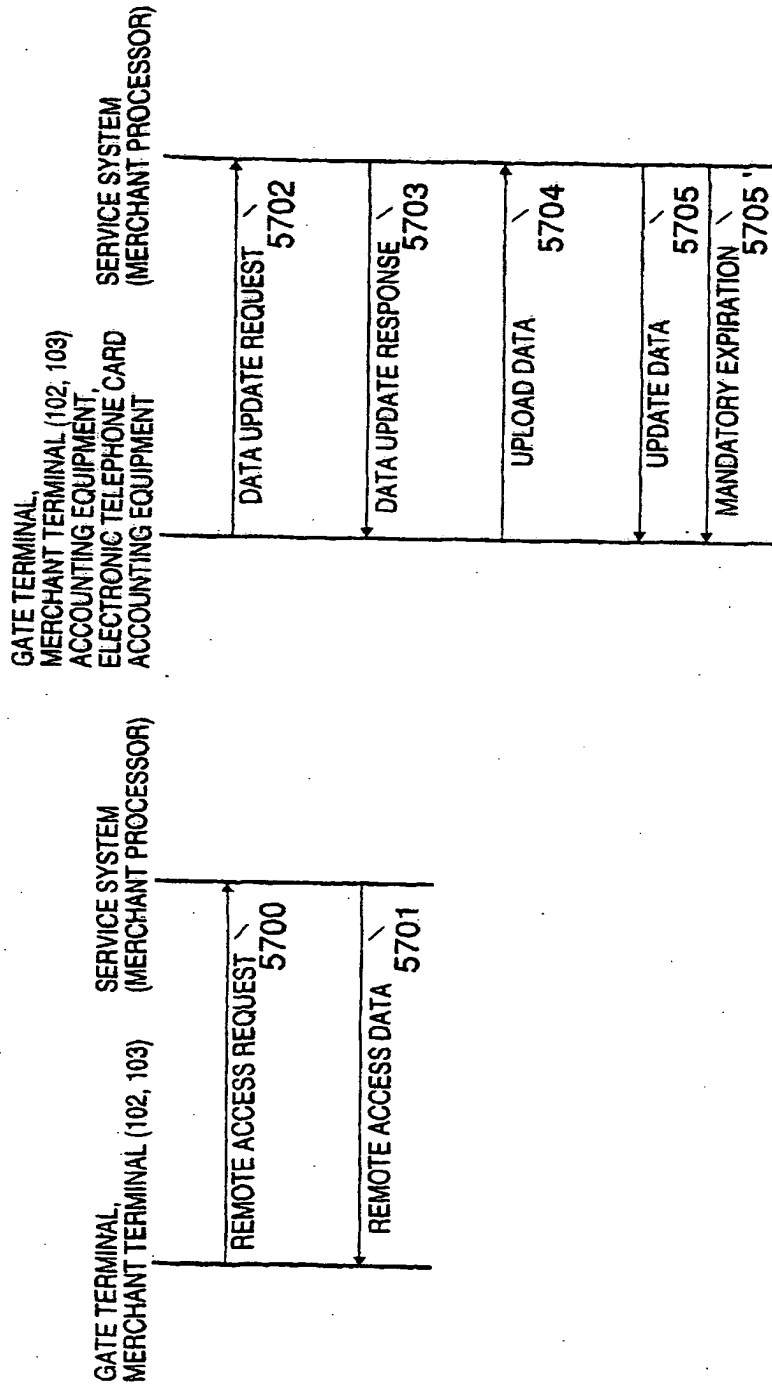 GATE TERMINAL,
MERCHANT TERMINAL (102, 103)
SERVICE SYSTEM
(MERCHANT PROCESSOR)
REMOTE ACCESS REQUEST
5700
REMOTE ACCESS DATA
5701
GATE TERMINAL,
MERCHANT TERMINAL (102, 103)
ACCOUNTING EQUIPMENT,
ELECTRONIC TELEPHONE CARD
ACCOUNTING EQUIPMENT
SERVICE SYSTEM
(MERCHANT PROCESSOR)
DATA UPDATE REQUEST
5702
DATA UPDATE RESPONSE
5703
UPLOAD DATA
5704
UPDATE DATA
5705
MANDATORY EXPIRATION
5705'